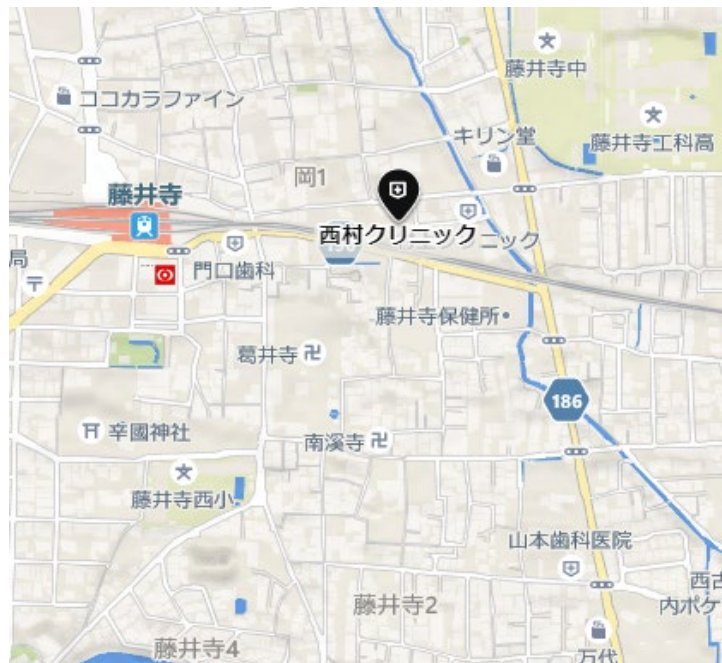 藤井寺中
ココカラファイン
キリン堂
藤井寺工科高
岡1
藤井寺
西村クリニック
ニック
局
門口歯科
藤井寺保健所
葛井寺
186
辛國神社
南溪寺
藤井寺西小
山本歯科医院
西古
内ポケ
藤井寺2
藤井寺4
万代